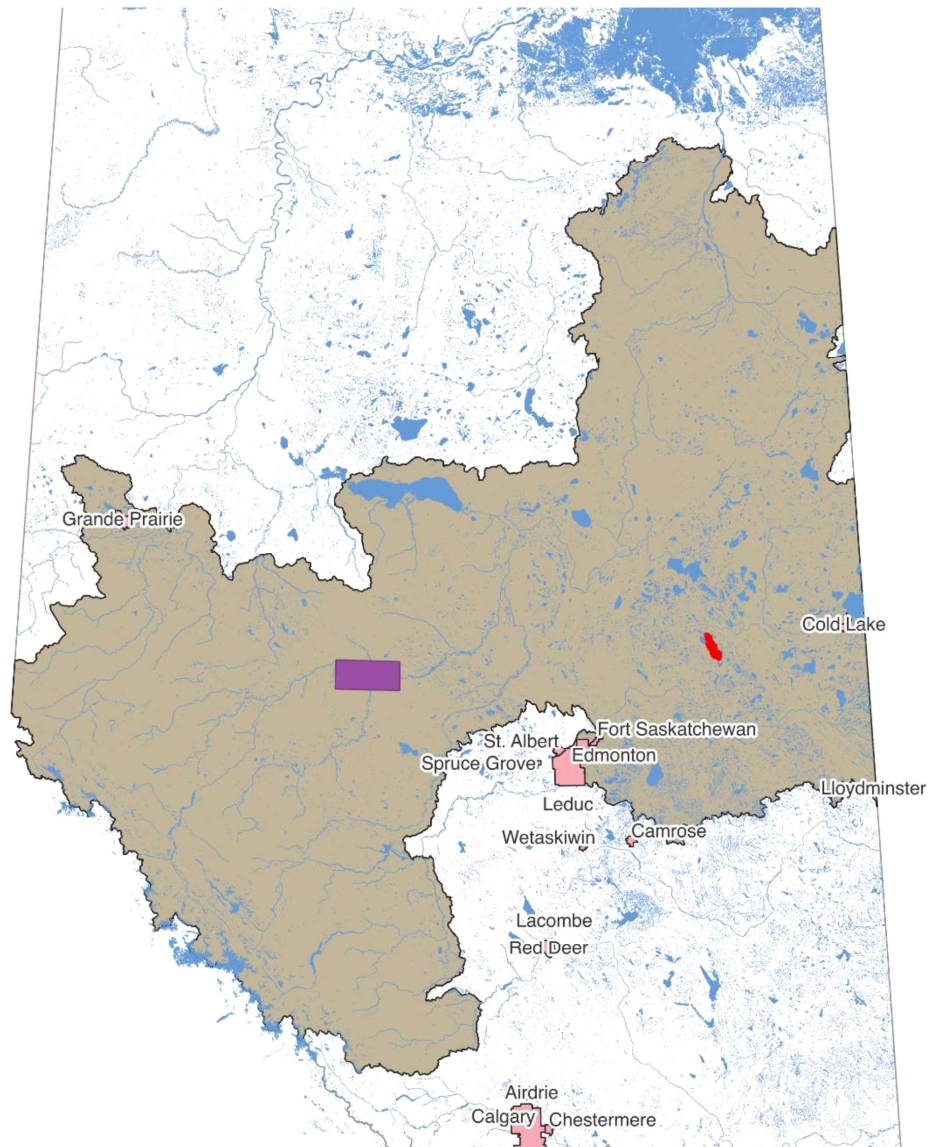 Grande Prairie
Cold Lake
Fort Saskatchewan
St. Albert
Edmonton
Spruce Grove
Lloydminster
Leduc
Camrose
Wetaskiwin
Lacombe
Red Deer
Airdrie
Calgary
Chestermere